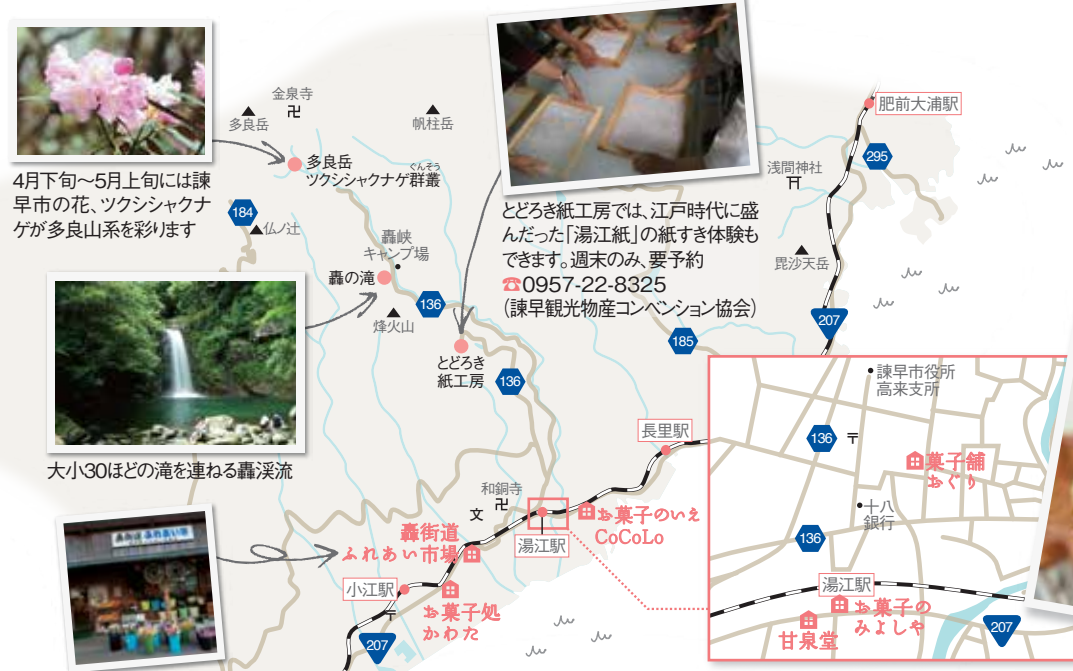 4月下旬〜5月上旬には諫
早市の花、ツクシシャクナ
ゲが多良山系を彩ります
金泉寺
多良岳
帆柱岳
多良岳
ツクシシャクナゲ群叢
ぐんそう
184
仏ノ辻
轟峡
キャンプ場
轟の滝
136
烽火山
とどろき
紙工房
136
とどろき紙工房では、江戸時代に盛
んだった「湯江紙」の紙すき体験も
できます。週末のみ、要予約
☎0957-22-8325
(諫早観光物産コンベンション協会)
肥前大浦駅
295
浅間神社
毘沙天岳
207
185
大小30ほどの滝を連ねる轟渓流
ふれあい市
長里駅
和銅寺
文
お菓子のいえ
CoCoLo
湯江駅
轟街道
ふれあい市場
小江駅
お菓子処
かわた
207
諫早市役所
高来支所
136
菓子舗
おぐり
十八
銀行
136
湯江駅
お菓子の
みよしや
甘泉堂
207